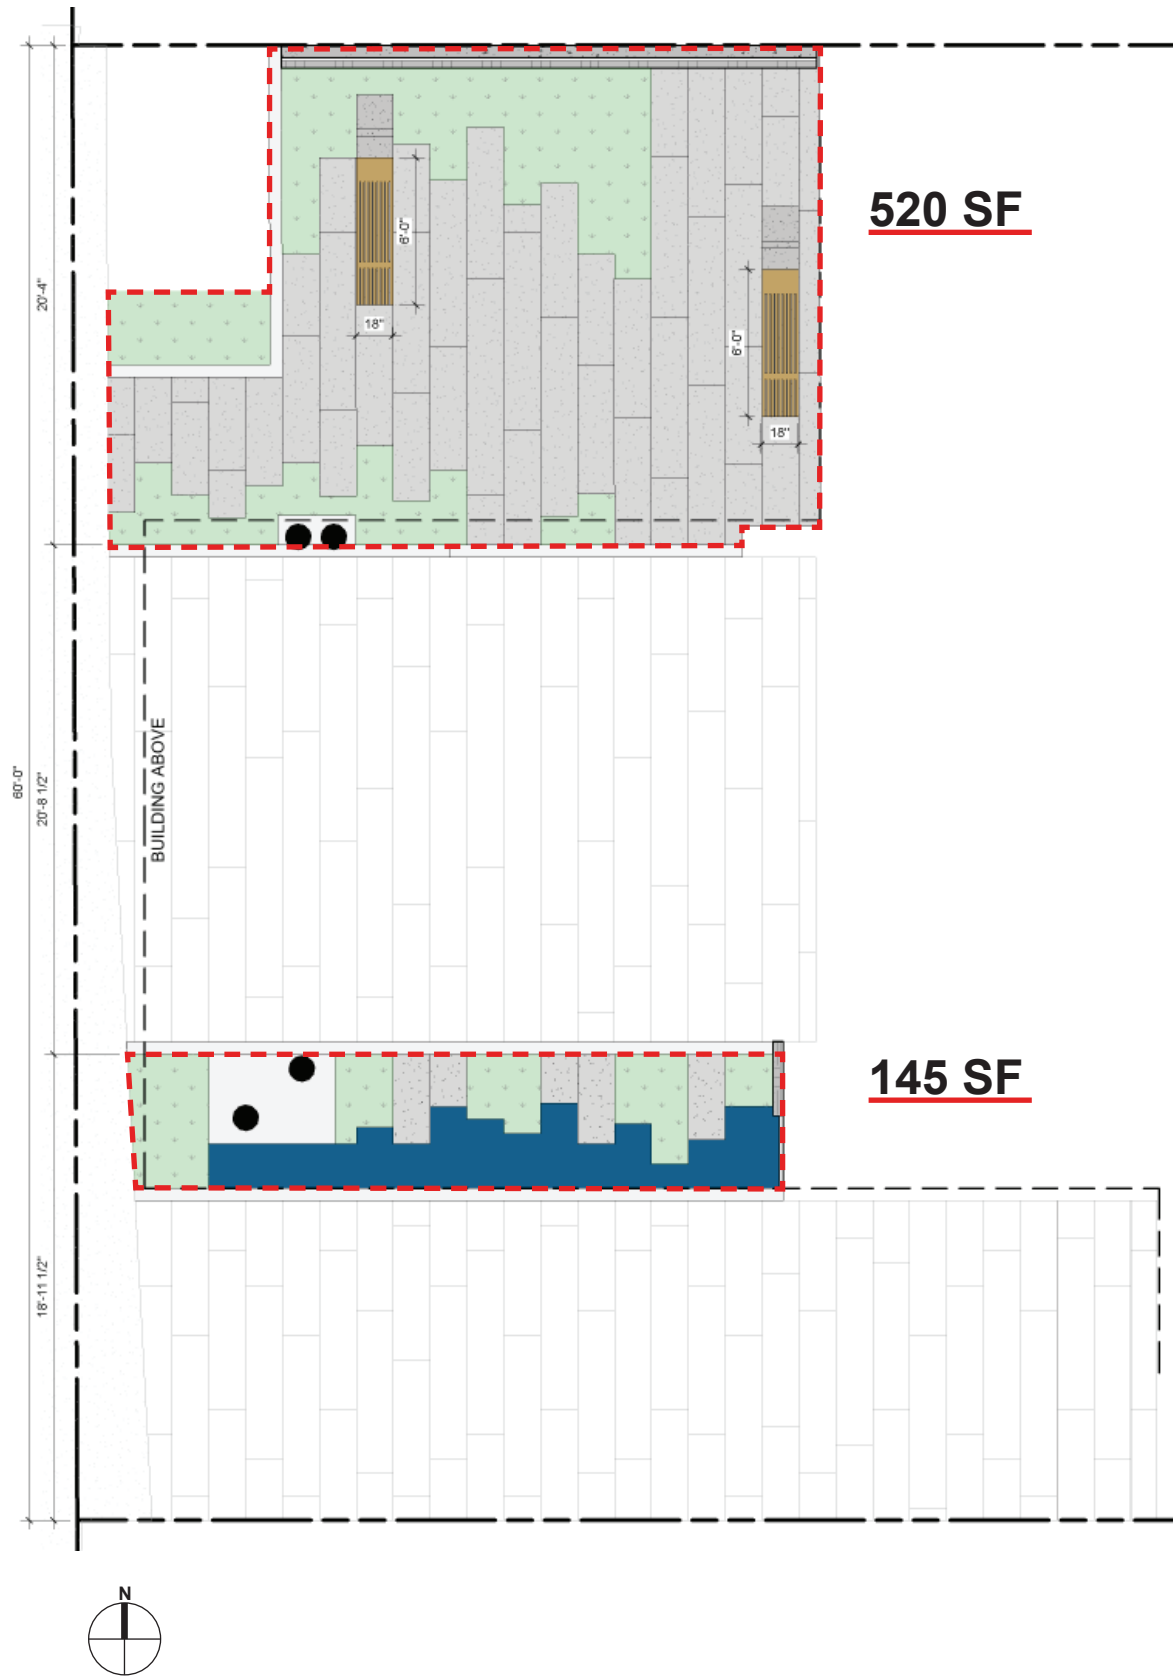 520 SF
6'-0"
20'-4"
18"
6'-0"
18"
BUILDING ABOVE
60'-0"
20'-8 1/2"
145 SF
18'-11 1/2"
N